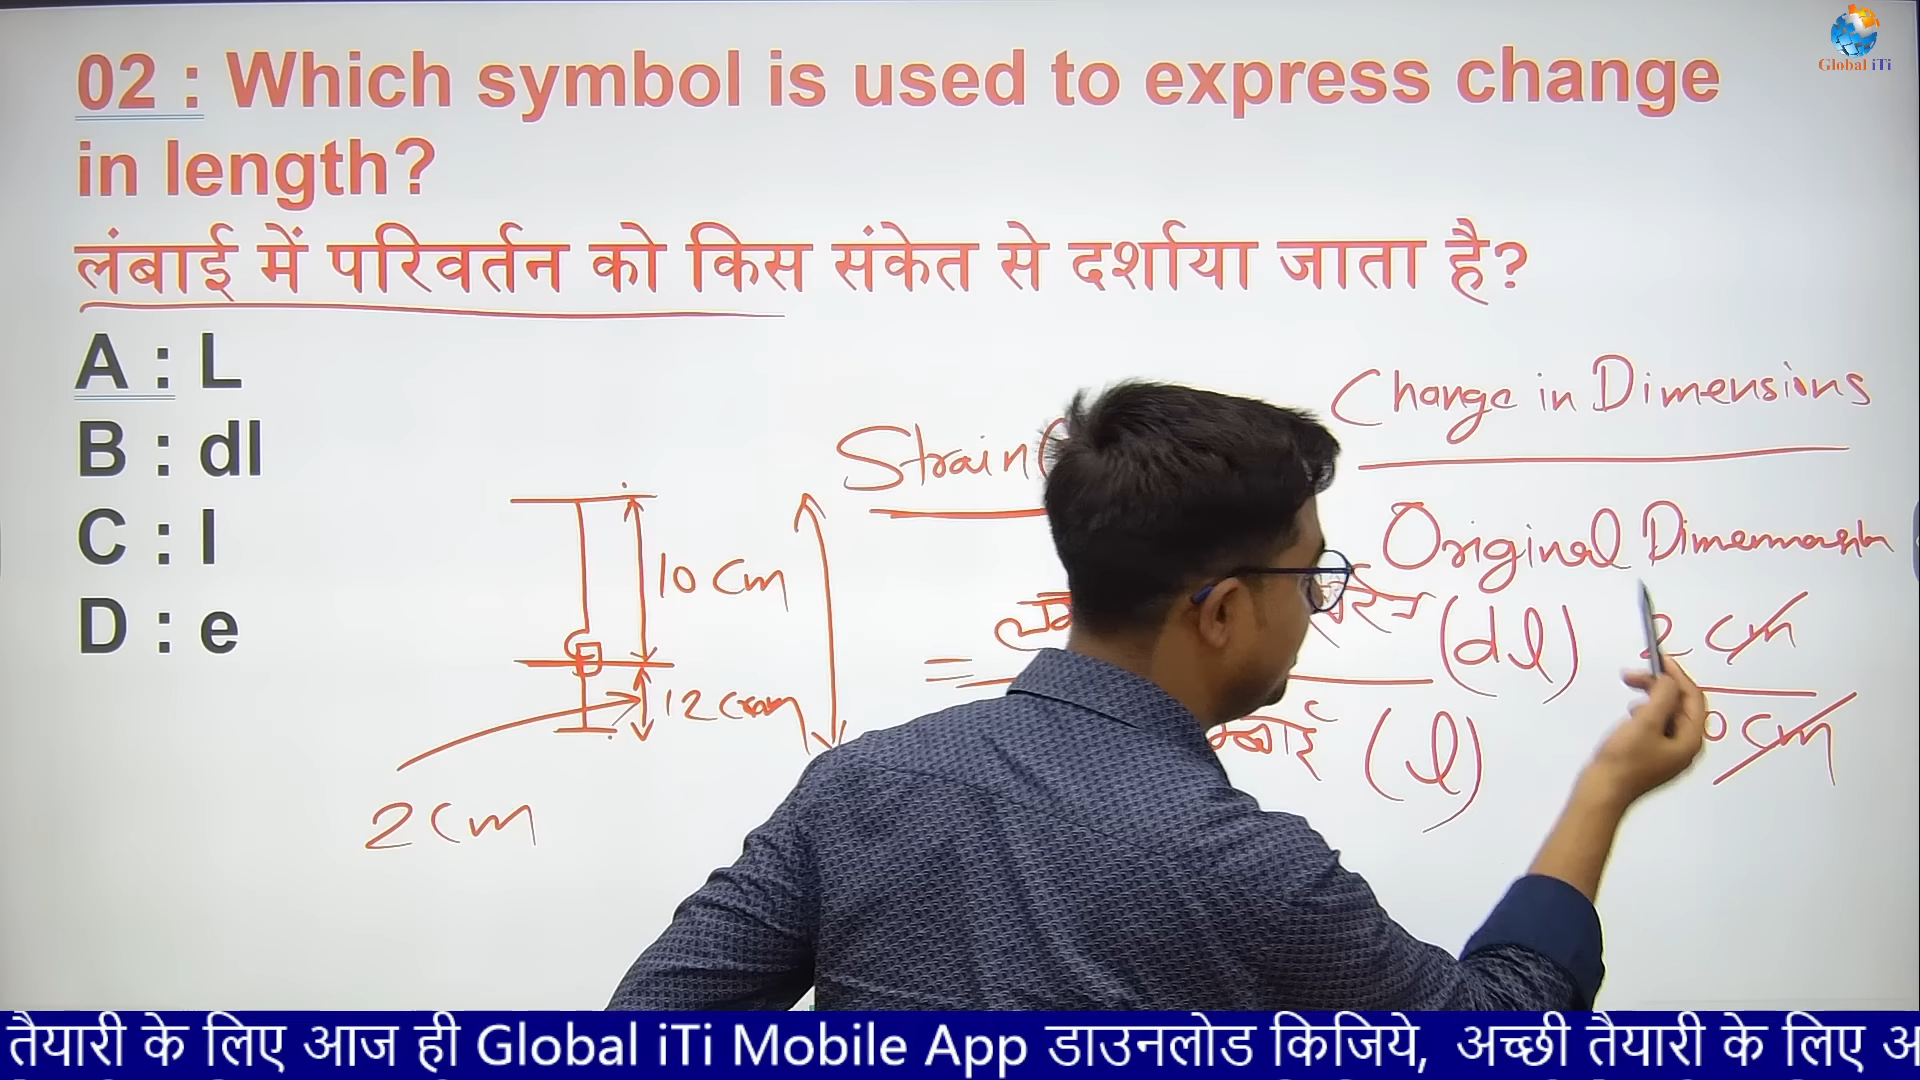 Global iTi
02 : Which symbol is used to express change
in length?
लंबाई में परिवर्तन को किस संकेत से दर्शाया जाता है?
A : L
B : dl
C : l
D : e
Change in Dimensions
Strain (
Original
10 cm
(dl) 2 cm
=
12 cm
(l)
0 cm
2 cm
तैयारी के लिए आज ही Global iTi Mobile App डाउनलोड किजिये, अच्छी तैयारी के लिए अ